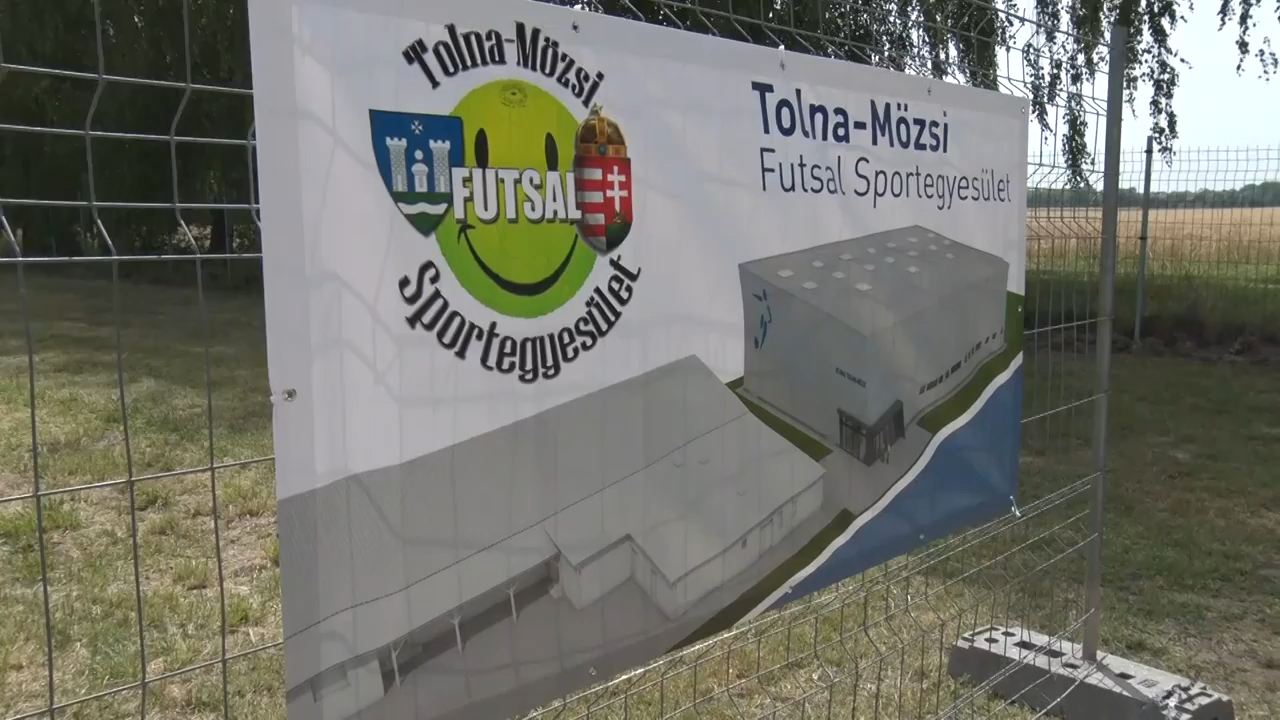 Tolna-Mözsi
FUTSAL
Sportegyesület
Tolna-Mözsi
Futsal Sportegyesület